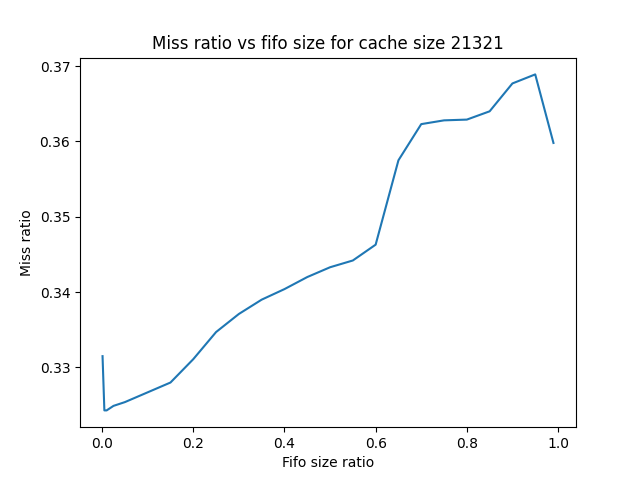 Miss ratio vs fifo size for cache size 21321
0.37
0.36
0.35
0.34
0.33
Miss ratio
0.0 0.2 0.4 0.6 0.8 1.0
Fifo size ratio